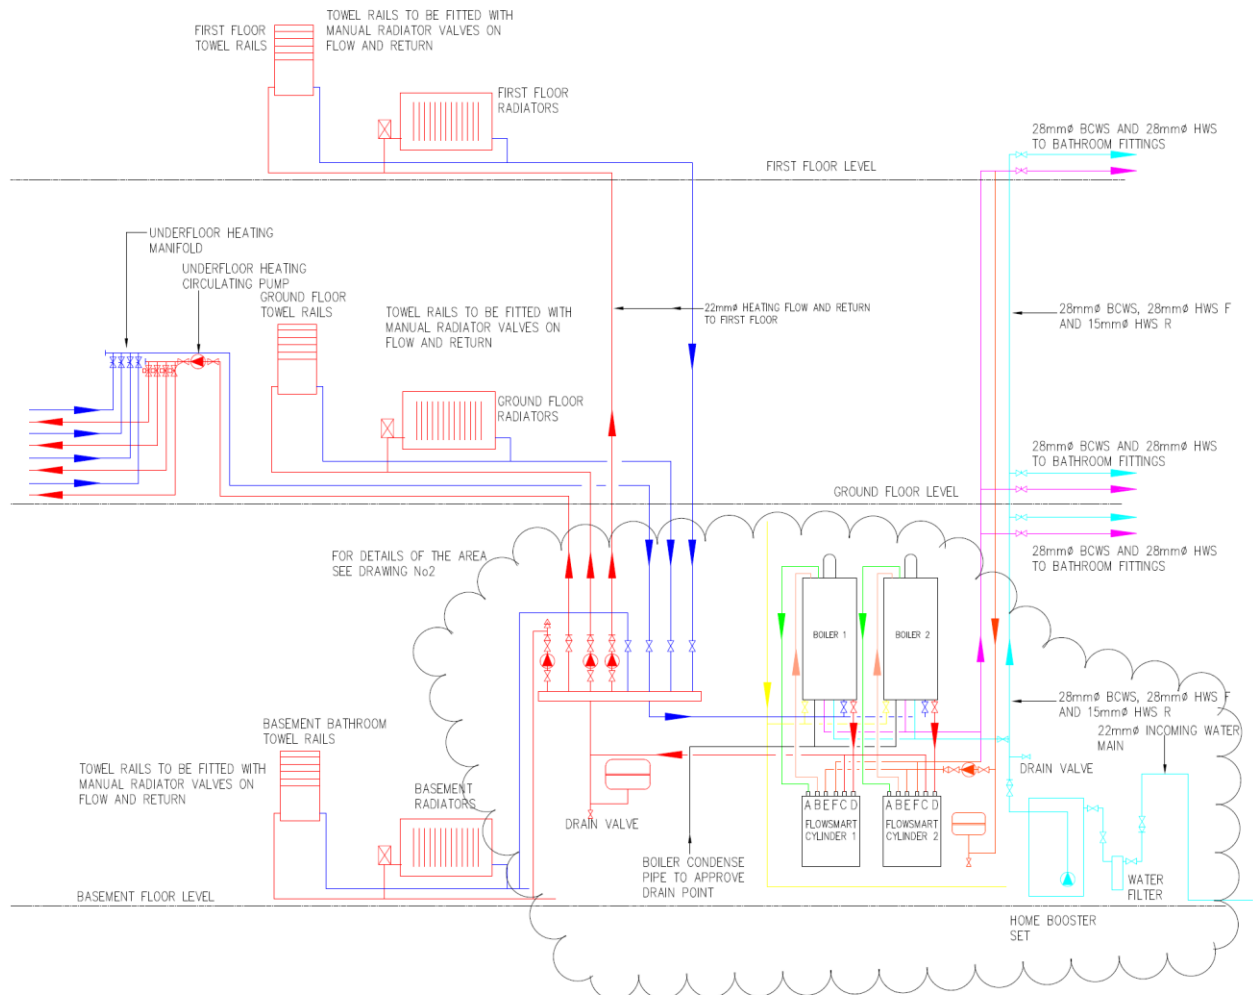 TOWEL RAILS TO BE FITTED WITH
MANUAL RADIATOR VALVES ON
FLOW AND RETURN
FIRST FLOOR
TOWEL RAILS
FIRST FLOOR
RADIATORS
28mmø BCWS AND 28mmø HWS
TO BATHROOM FITTINGS
FIRST FLOOR LEVEL
UNDERFLOOR HEATING
MANIFOLD
UNDERFLOOR HEATING
CIRCULATING PUMP
GROUND FLOOR
TOWEL RAILS
TOWEL RAILS TO BE FITTED WITH
MANUAL RADIATOR VALVES ON
FLOW AND RETURN
22mmø HEATING FLOW AND RETURN
TO FIRST FLOOR
28mmø BCWS, 28mmø HWS F
AND 15mmø HWS R
GROUND FLOOR
RADIATORS
28mmø BCWS AND 28mmø HWS
TO BATHROOM FITTINGS
GROUND FLOOR LEVEL
28mmø BCWS AND 28mmø HWS
TO BATHROOM FITTINGS
FOR DETAILS OF THE AREA
SEE DRAWING No2
BOILER 1
BOILER 2
28mmø BCWS, 28mmø HWS F
AND 15mmø HWS R
22mmø INCOMING WATER
MAIN
BASEMENT BATHROOM
TOWEL RAILS
TOWEL RAILS TO BE FITTED WITH
MANUAL RADIATOR VALVES ON
FLOW AND RETURN
BASEMENT
RADIATORS
DRAIN VALVE
DRAIN VALVE
A B E F C D
FLOWSMART
CYLINDER 1
A B E F C D
FLOWSMART
CYLINDER 2
BOILER CONDENSE
PIPE TO APPROVE
DRAIN POINT
WATER
FILTER
BASEMENT FLOOR LEVEL
HOME BOOSTER
SET